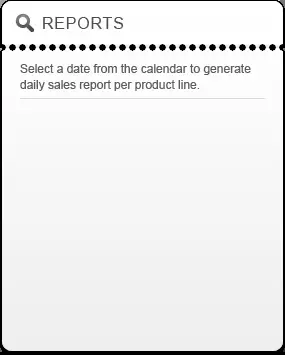 REPORTS
Select a date from the calendar to generate
daily sales report per product line.